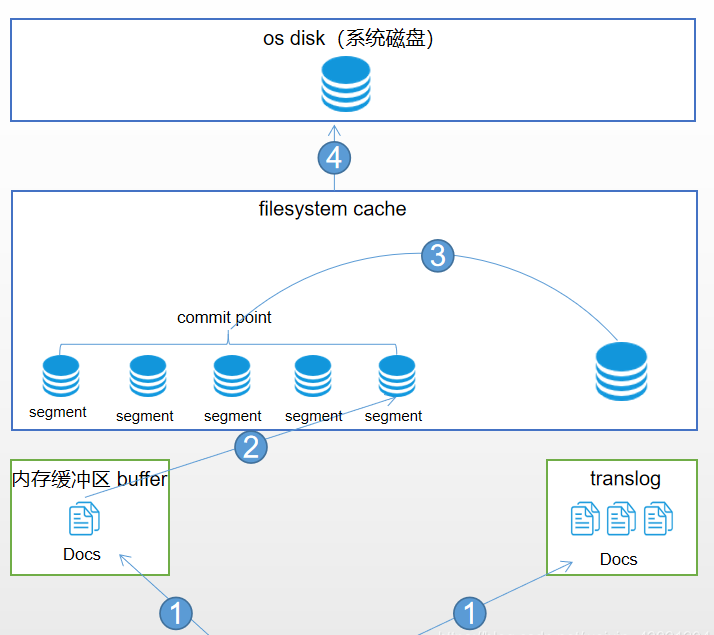 os disk（系统磁盘）
4
filesystem cache
3
commit point
segment
segment
segment
segment
segment
2
内存缓冲区 buffer
translog
Docs
Docs
1
1